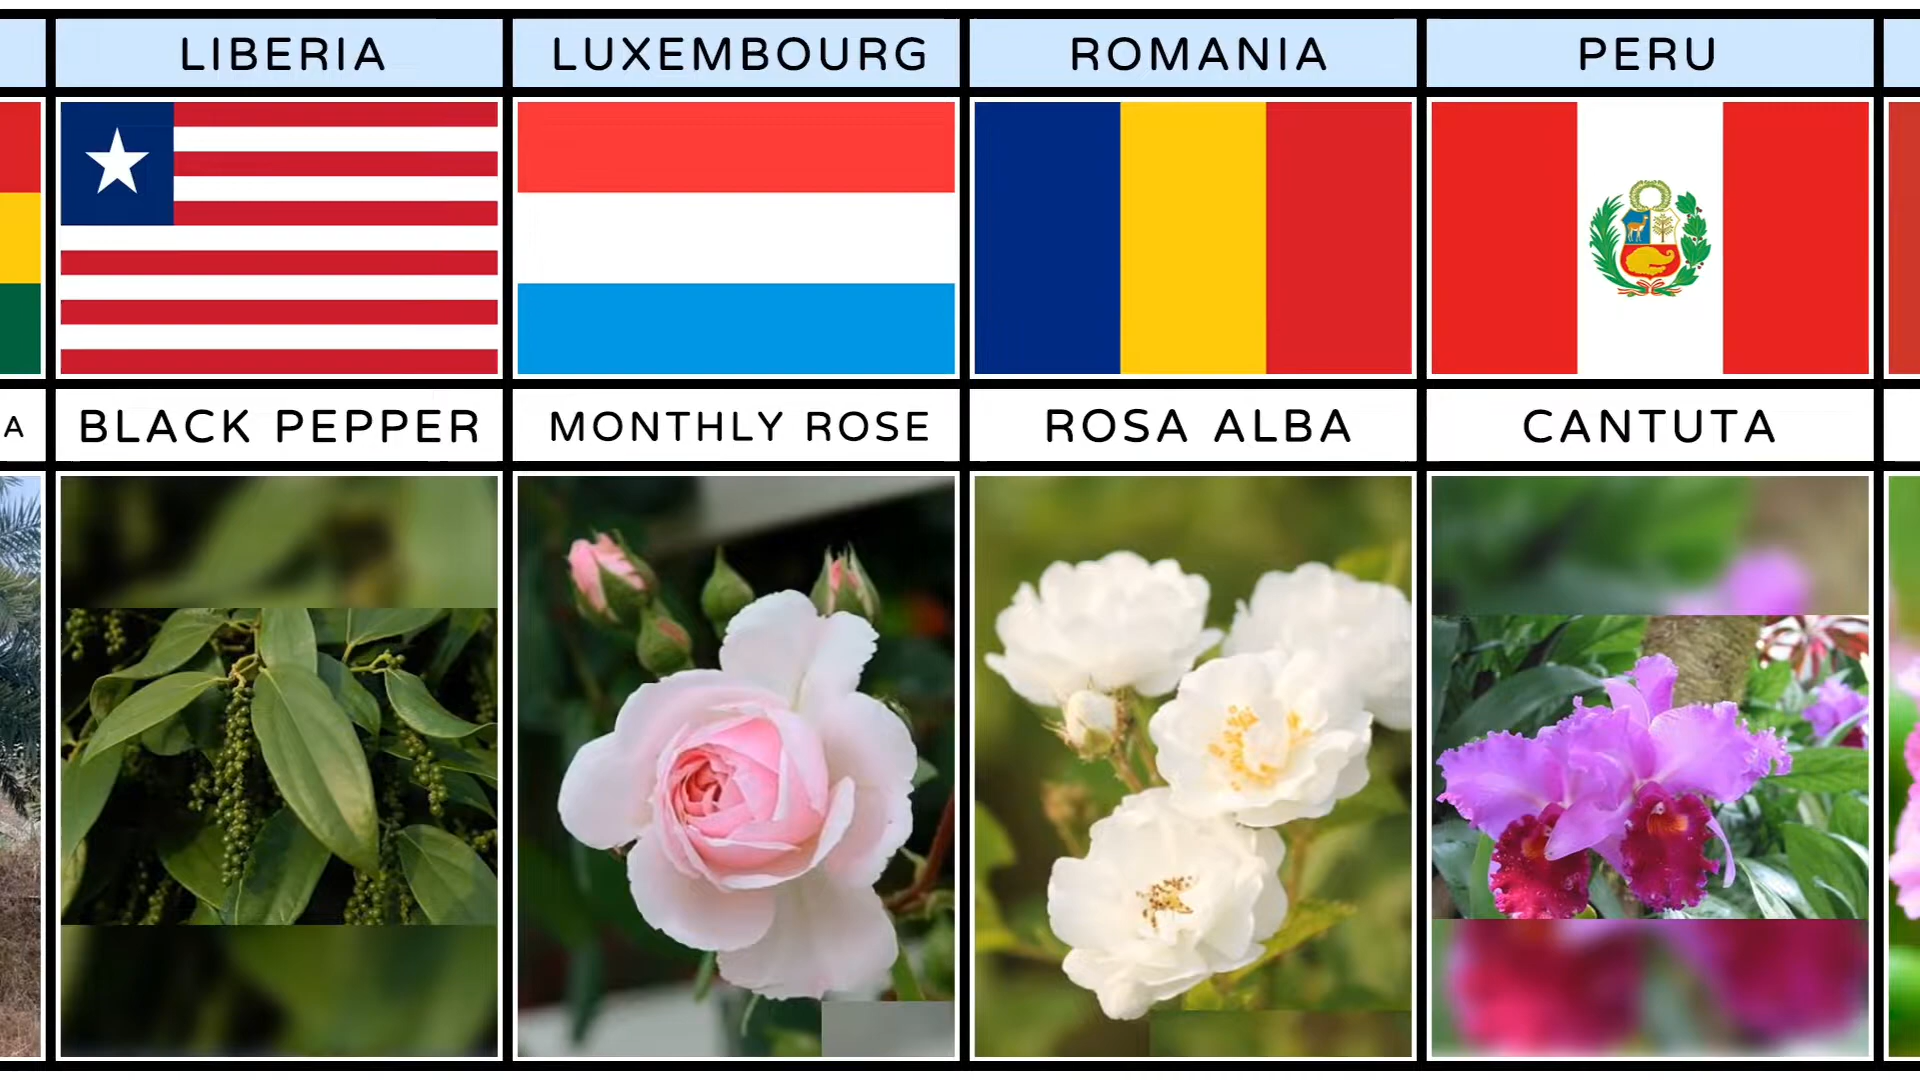 LIBERIA
LUXEMBOURG
ROMANIA
PERU
A
BLACK PEPPER
MONTHLY ROSE
ROSA ALBA
CANTUTA